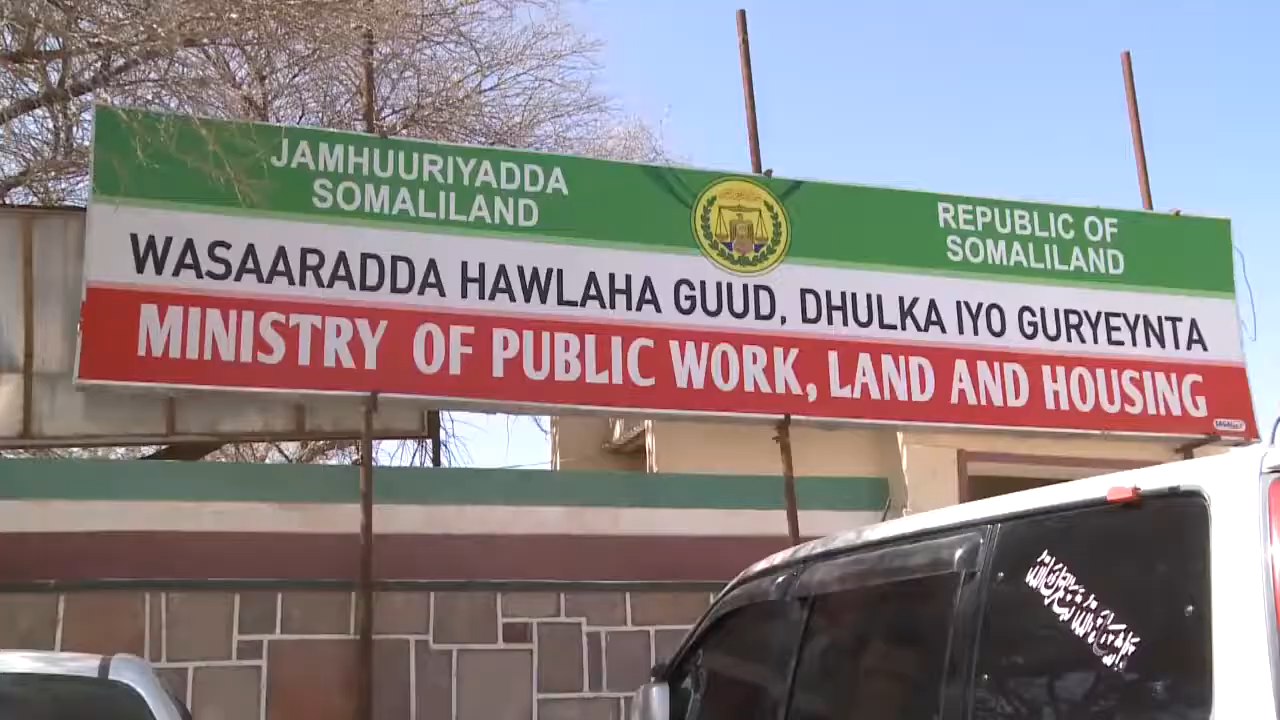 JAMHUURIYADDA
SOMALILAND
REPUBLIC OF
SOMALILAND
WASAARADDA HAWLAHA GUUD, DHULKA IYO GURYEYNTA
MINISTRY OF PUBLIC WORK, LAND AND HOUSING